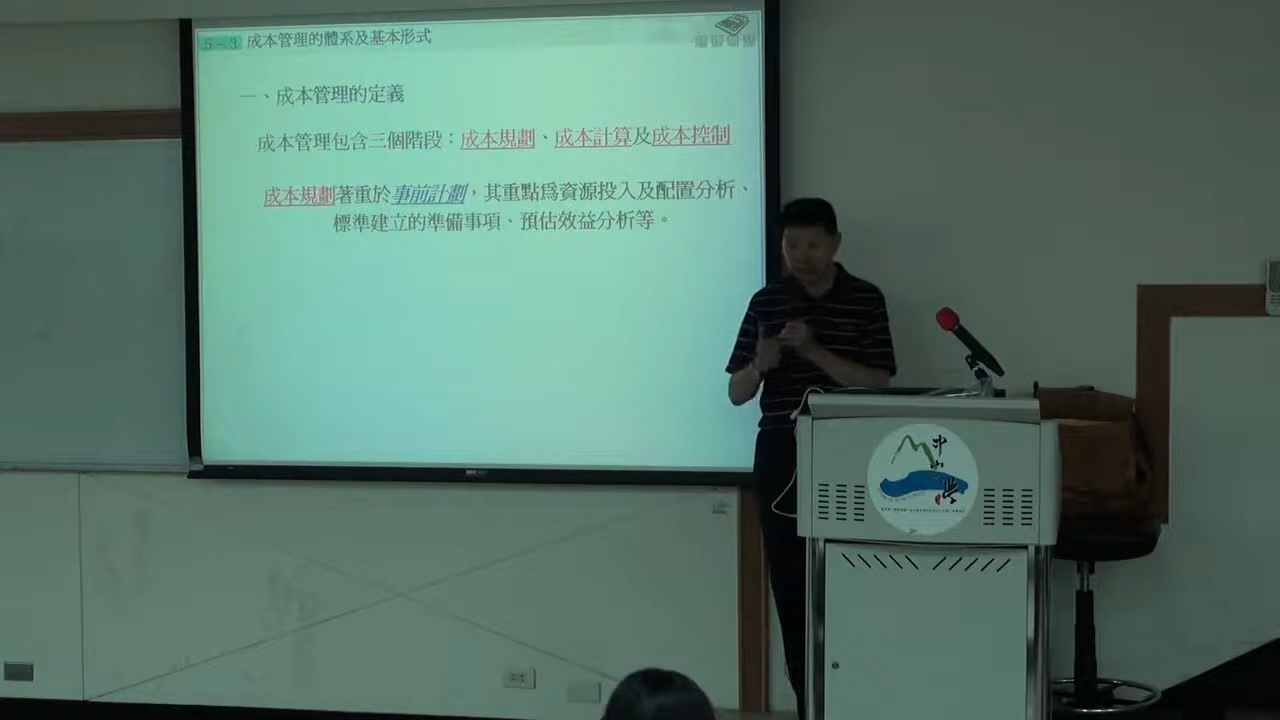 5-3 成本管理的體系及基本形式
一、成本管理的定義
成本管理包含三個階段：成本規劃、成本計算及成本控制
成本規劃著重於事前計劃，其重點爲資源投入及配置分析、
標準建立的準備事項、預估效益分析等。
中山